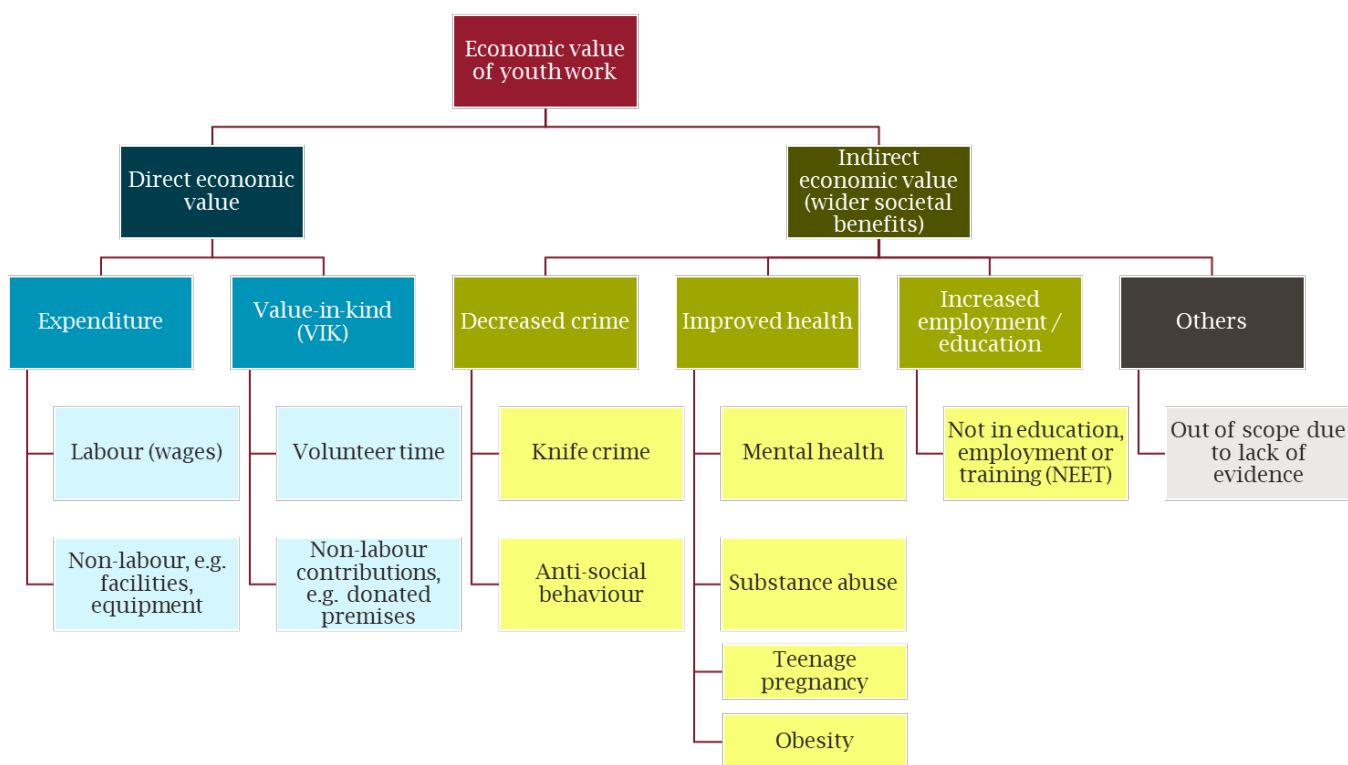 Economic value
of youth work
Direct economic
value
Indirect
economic value
(wider societal
benefits)
Expenditure
Value-in-kind
(VIK)
Decreased crime
Improved health
Increased
employment /
education
Others
Labour (wages)
Volunteer time
Knife crime
Mental health
Not in education,
employment or
training (NEET)
Out of scope due
to lack of
evidence
Non-labour, e.g.
facilities,
equipment
Non-labour
contributions,
e.g. donated
premises
Anti-social
behaviour
Substance abuse
Teenage
pregnancy
Obesity